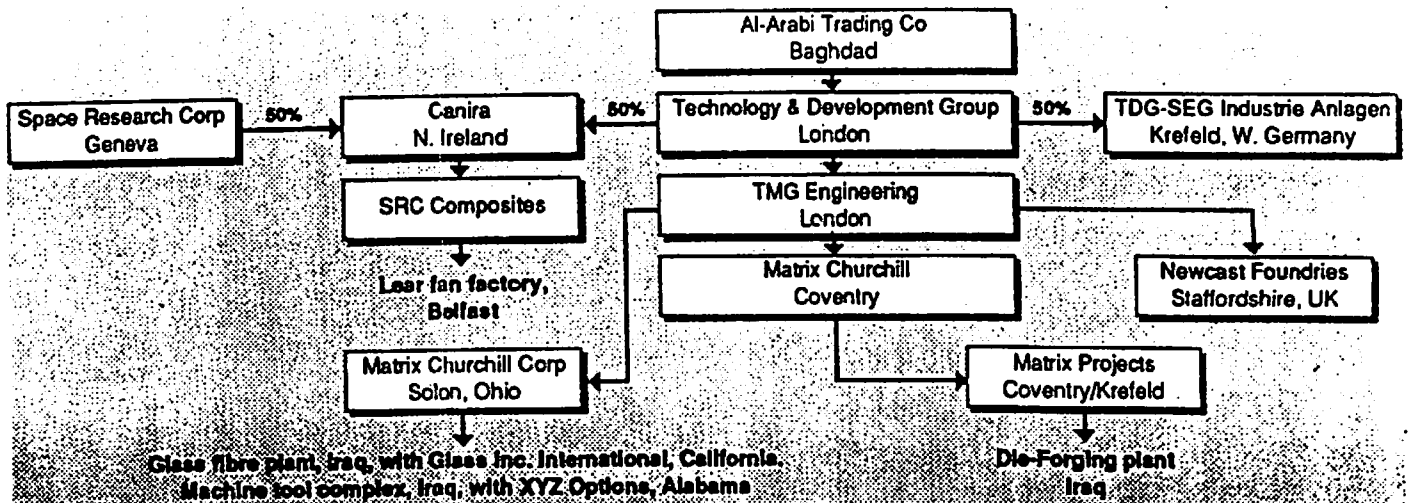 Al-Arabi Trading Co
Baghdad
Space Research Corp
Geneva
50%
Canira
N. Ireland
50%
Technology & Development Group
London
50%
TDG-SEG Industrie Anlagen
Krefeld, W. Germany
SRC Composites
TMG Engineering
London
Lear fan factory,
Belfast
Matrix Churchill
Coventry
Newcast Foundries
Staffordshire, UK
Matrix Churchill Corp
Solon, Ohio
Matrix Projects
Coventry/Krefeld
Glass fibre plant, Iraq, with Glass Inc. International, California.
Machine tool complex, Iraq, with XYZ Options, Alabama
Die-Forging plant
Iraq